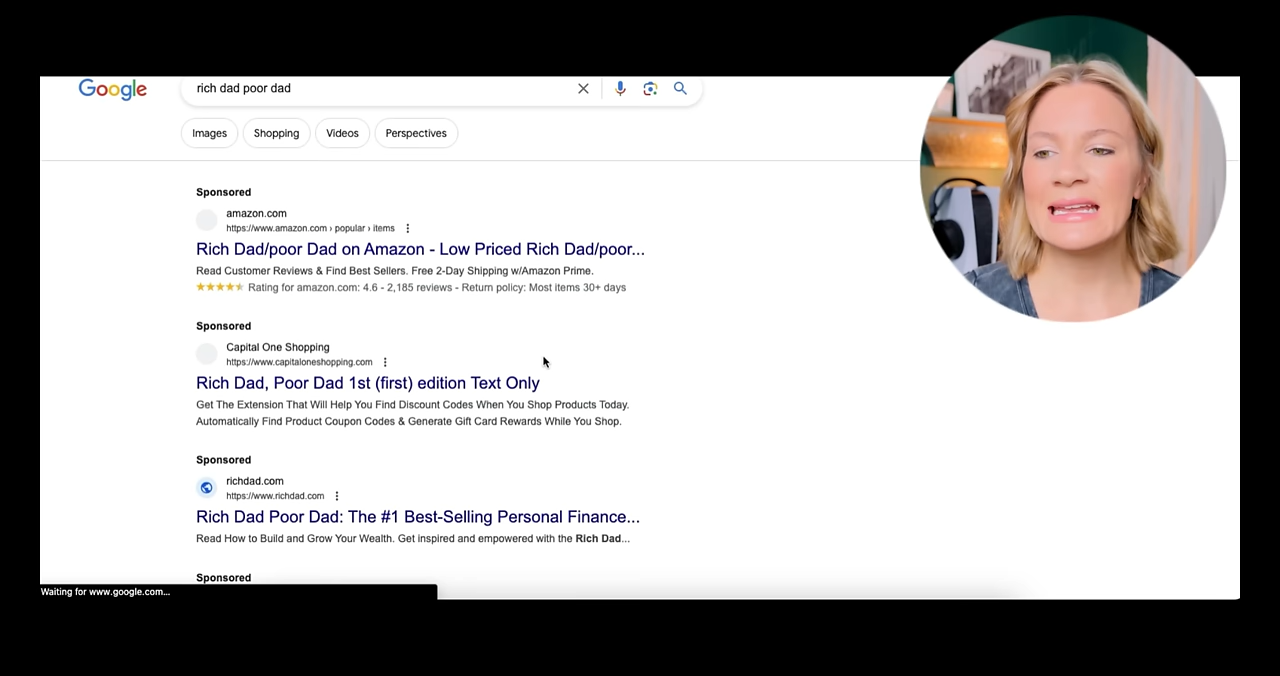 Google
rich dad poor dad
Images
Shopping
Videos
Perspectives
Sponsored
amazon.com
https://www.amazon.com › popular › items
Rich Dad/poor Dad on Amazon - Low Priced Rich Dad/poor...
Read Customer Reviews & Find Best Sellers. Free 2-Day Shipping w/Amazon Prime.
Rating for amazon.com: 4.6 - 2,185 reviews - Return policy: Most items 30+ days
Sponsored
Capital One Shopping
https://www.capitaloneshopping.com
Rich Dad, Poor Dad 1st (first) edition Text Only
Get The Extension That Will Help You Find Discount Codes When You Shop Products Today.
Automatically Find Product Coupon Codes & Generate Gift Card Rewards While You Shop.
Sponsored
richdad.com
https://www.richdad.com
Rich Dad Poor Dad: The #1 Best-Selling Personal Finance...
Read How to Build and Grow Your Wealth. Get inspired and empowered with the Rich Dad...
Sponsored
Waiting for www.google.com...